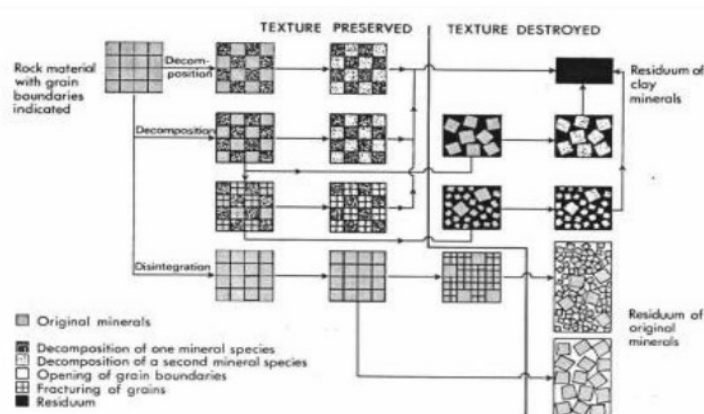 TEXTURE PRESERVED
TEXTURE DESTROYED
Rock material
with grain
boundaries
indicated
Decom-
position
Residuum of
clay
minerals
Decomposition
Disintegration
Original minerals
Decomposition of one mineral species
Decomposition of a second mineral species
Opening of grain boundaries
Fracturing of grains
Residuum
Residuum of
original
minerals